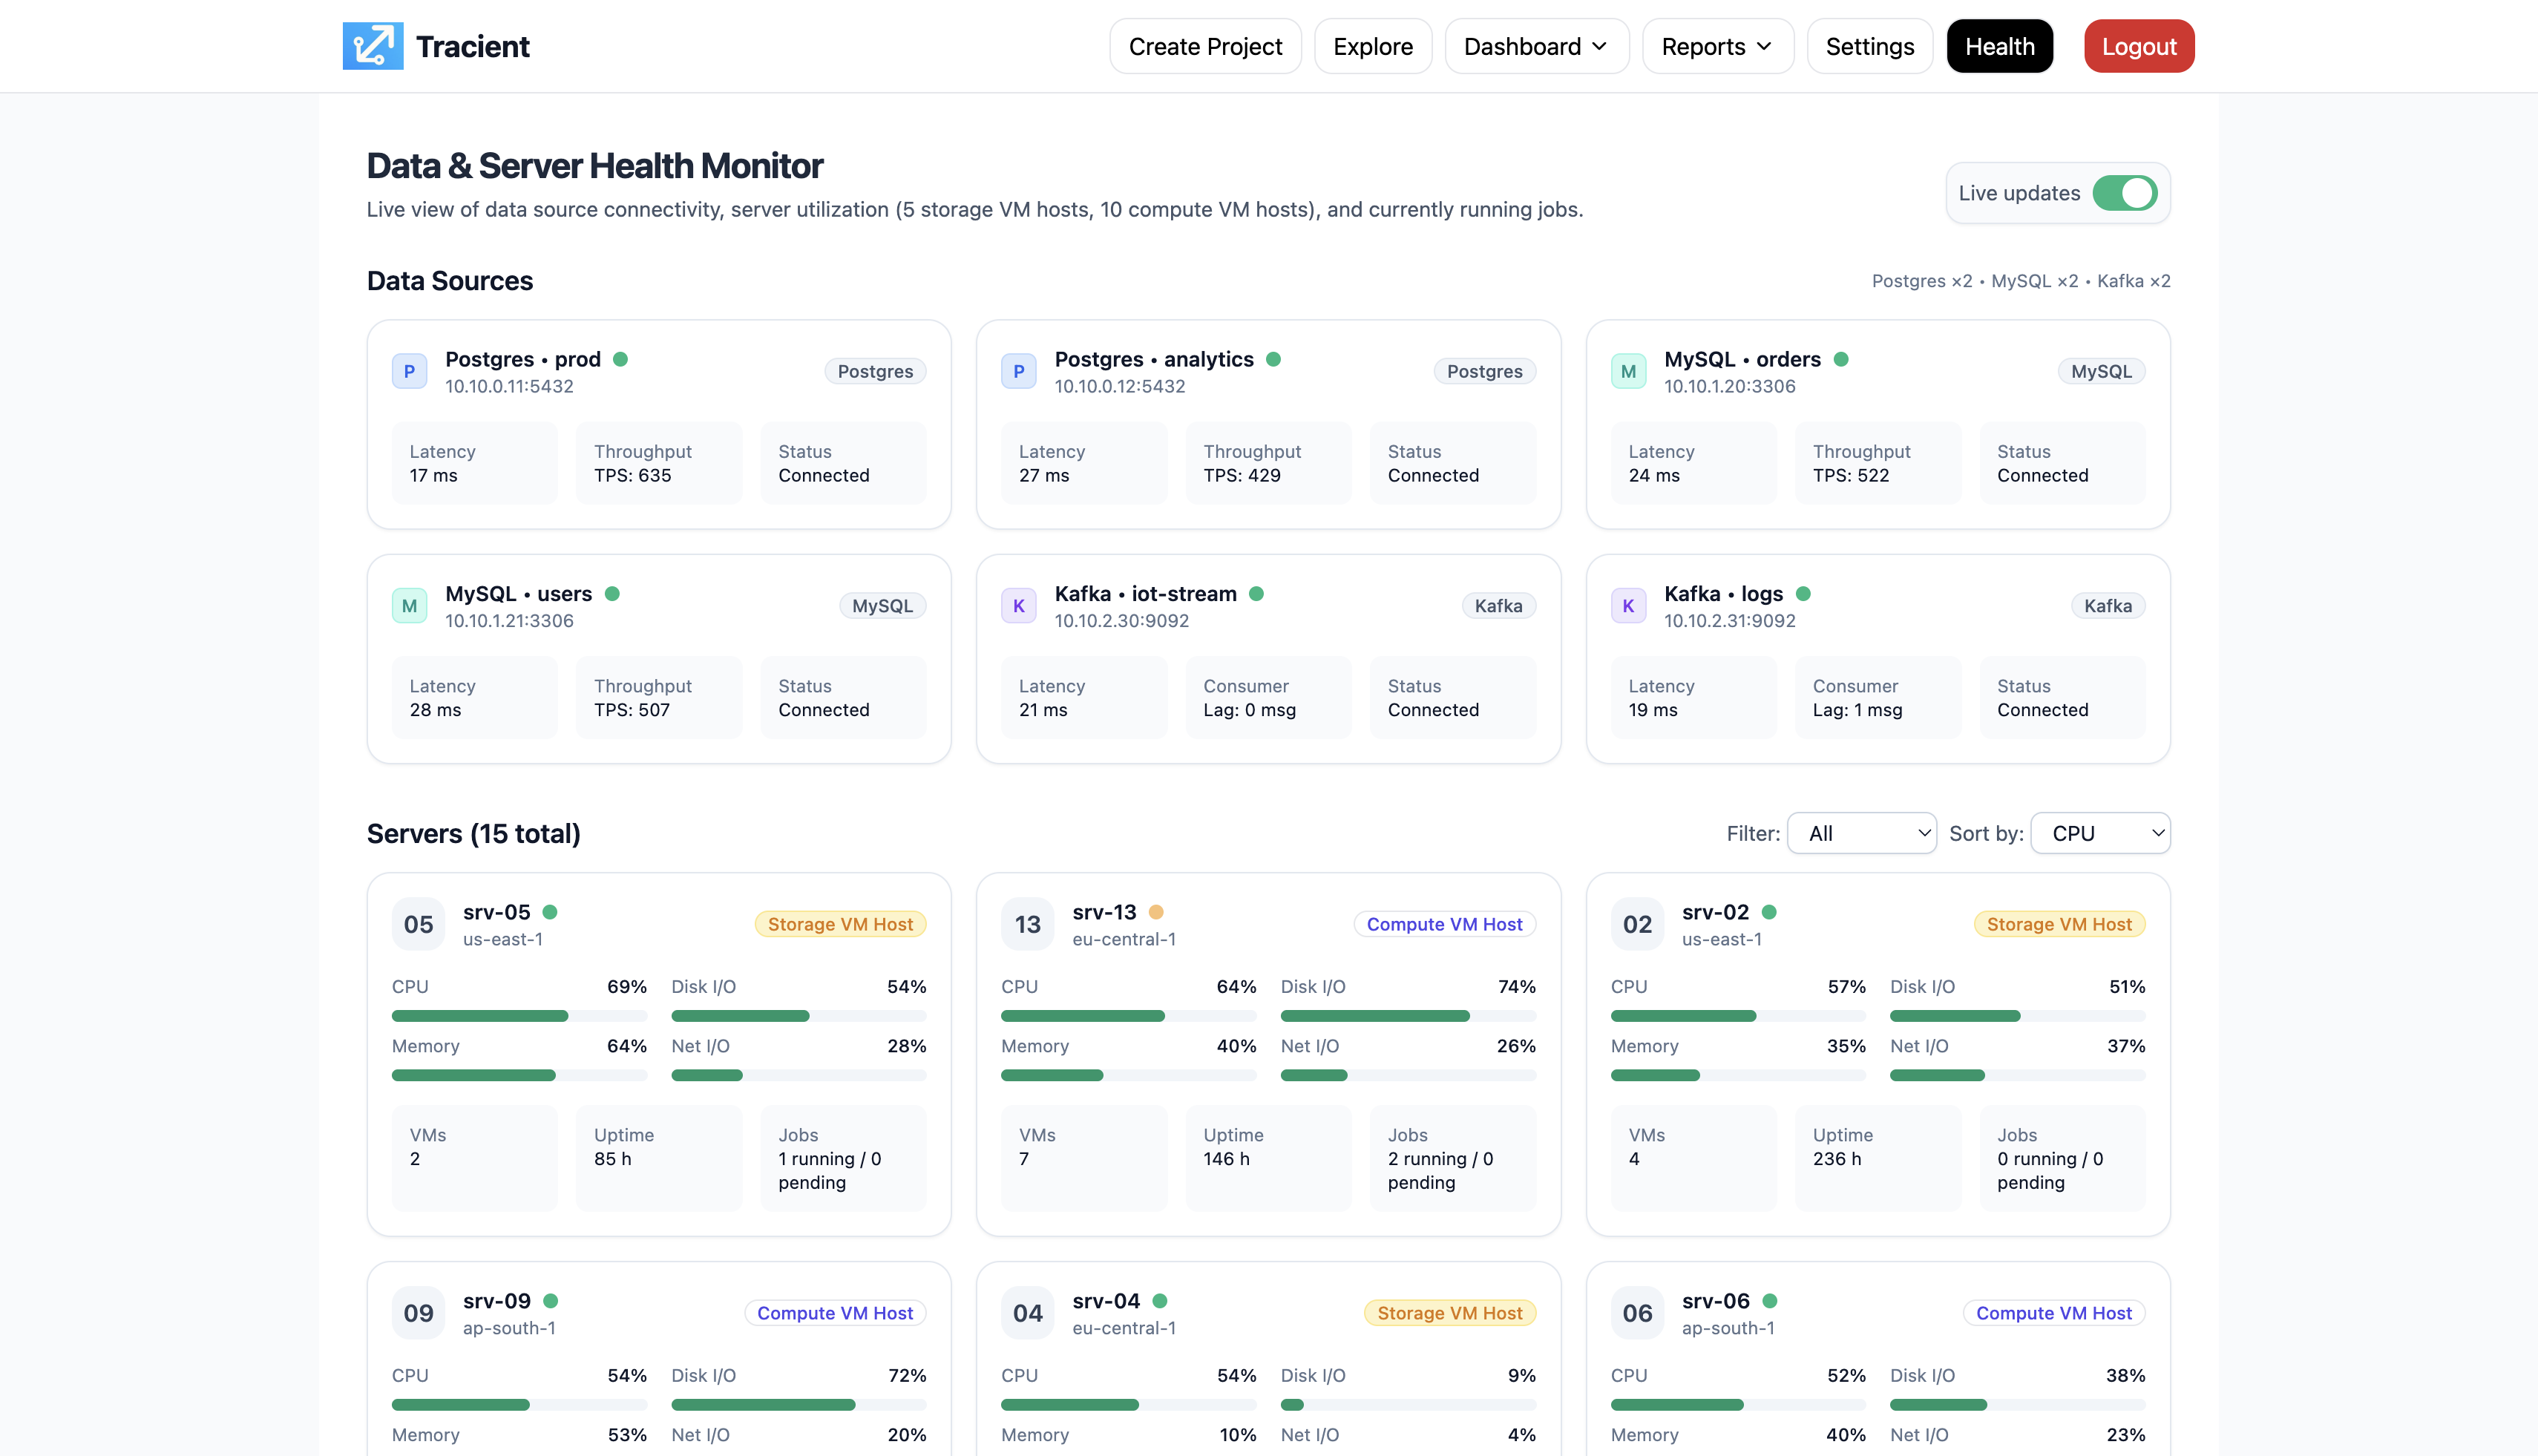 Tracient
Create Project
Explore
Dashboard
Reports
Settings
Health
Logout
Data & Server Health Monitor
Live view of data source connectivity, server utilization (5 storage VM hosts, 10 compute VM hosts), and currently running jobs.
Live updates
Data Sources
Postgres ×2 • MySQL ×2 • Kafka ×2
P
Postgres • prod
10.10.0.11:5432
Postgres
Latency
17 ms
Throughput
TPS: 635
Status
Connected
P
Postgres • analytics
10.10.0.12:5432
Postgres
Latency
27 ms
Throughput
TPS: 429
Status
Connected
M
MySQL • orders
10.10.1.20:3306
MySQL
Latency
24 ms
Throughput
TPS: 522
Status
Connected
M
MySQL • users
10.10.1.21:3306
MySQL
Latency
28 ms
Throughput
TPS: 507
Status
Connected
K
Kafka • iot-stream
10.10.2.30:9092
Kafka
Latency
21 ms
Consumer
Lag: 0 msg
Status
Connected
K
Kafka • logs
10.10.2.31:9092
Kafka
Latency
19 ms
Consumer
Lag: 1 msg
Status
Connected
Servers (15 total)
Filter: All
Sort by: CPU
05
srv-05
us-east-1
Storage VM Host
CPU 69%
Disk I/O 54%
Memory 64%
Net I/O 28%
VMs
2
Uptime
85 h
Jobs
1 running / 0
pending
13
srv-13
eu-central-1
Compute VM Host
CPU 64%
Disk I/O 74%
Memory 40%
Net I/O 26%
VMs
7
Uptime
146 h
Jobs
2 running / 0
pending
02
srv-02
us-east-1
Storage VM Host
CPU 57%
Disk I/O 51%
Memory 35%
Net I/O 37%
VMs
4
Uptime
236 h
Jobs
0 running / 0
pending
09
srv-09
ap-south-1
Compute VM Host
CPU 54%
Disk I/O 72%
Memory 53%
Net I/O 20%
04
srv-04
eu-central-1
Storage VM Host
CPU 54%
Disk I/O 9%
Memory 10%
Net I/O 4%
06
srv-06
ap-south-1
Compute VM Host
CPU 52%
Disk I/O 38%
Memory 40%
Net I/O 23%